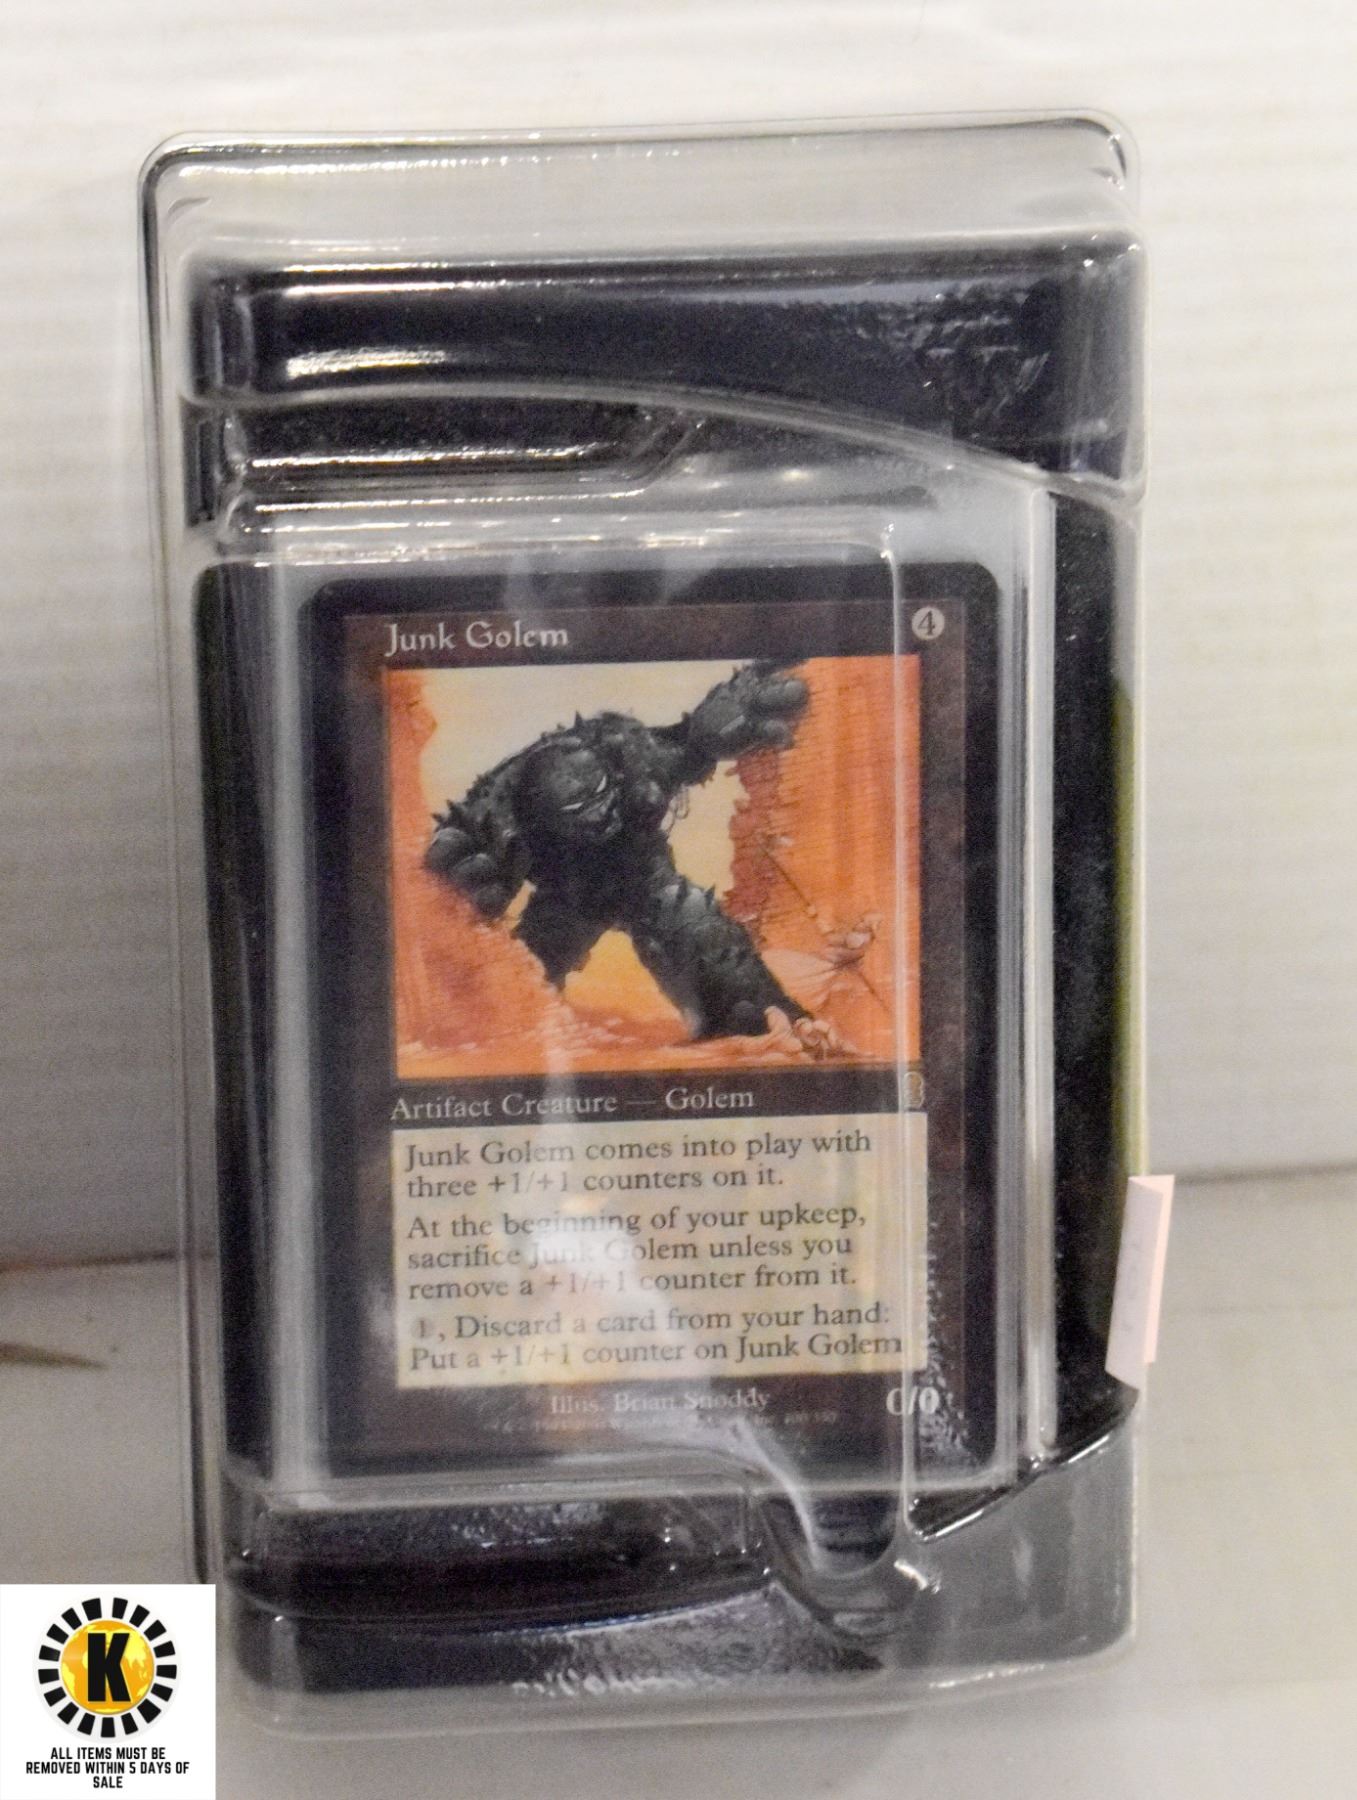 Junk Golem
4
Artifact Creature — Golem
Junk Golem comes into play with
three +1/+1 counters on it.
At the beginning of your upkeep,
sacrifice Junk Golem unless you
remove a +1/+1 counter from it.
1, Discard a card from your hand:
Put a +1/+1 counter on Junk Golem
Illus. Brian Snoddy
0/0
K
ALL ITEMS MUST BE
REMOVED WITHIN 5 DAYS OF
SALE